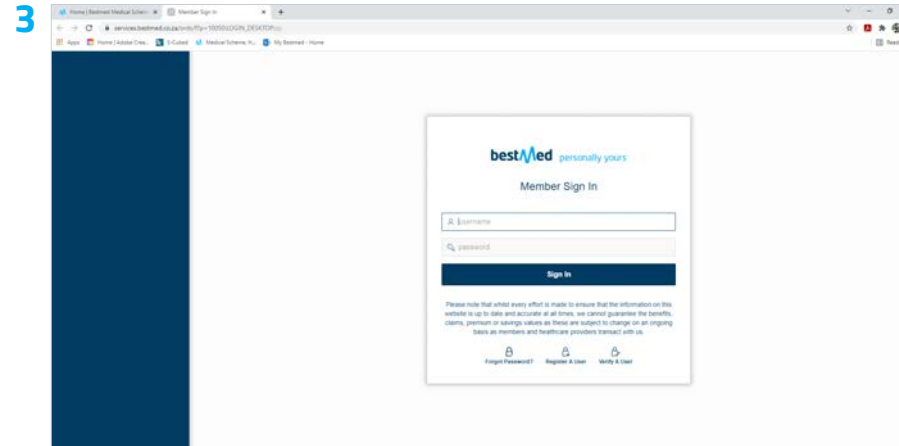 3
Home | Bestmed Medical Schem
Member Sign In
services.bestmed.co.za
Apps
Medical Scheme
My Bestmed - Home
bestMed personally yours
Member Sign In
username
password
Sign In
Please note that whilst every effort is made to ensure that the information on this
website is up to date and accurate at all times, we cannot guarantee the benefits,
claims, premium or savings values as these are subject to change on an ongoing
basis as members and healthcare providers transact with us.
Forgot Password? Register A User Verify A User